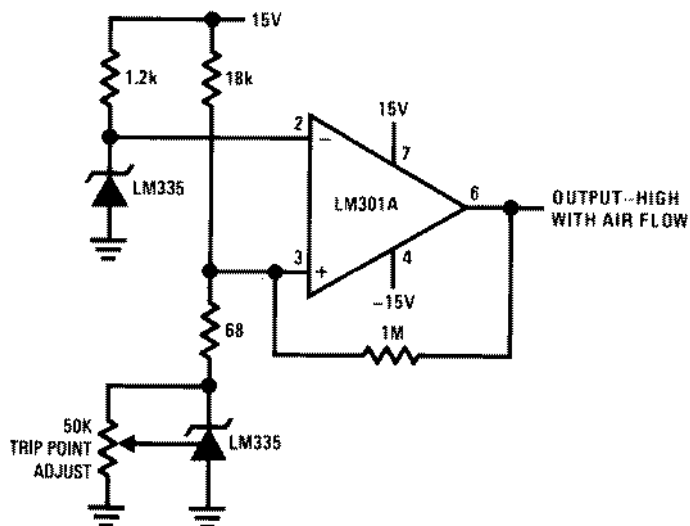 15V
1.2k
18k
15V
2
−
7
LM335
LM301A
6
OUTPUT--HIGH
WITH AIR FLOW
3
+
4
−15V
68
1M
50K
TRIP POINT
ADJUST
LM335